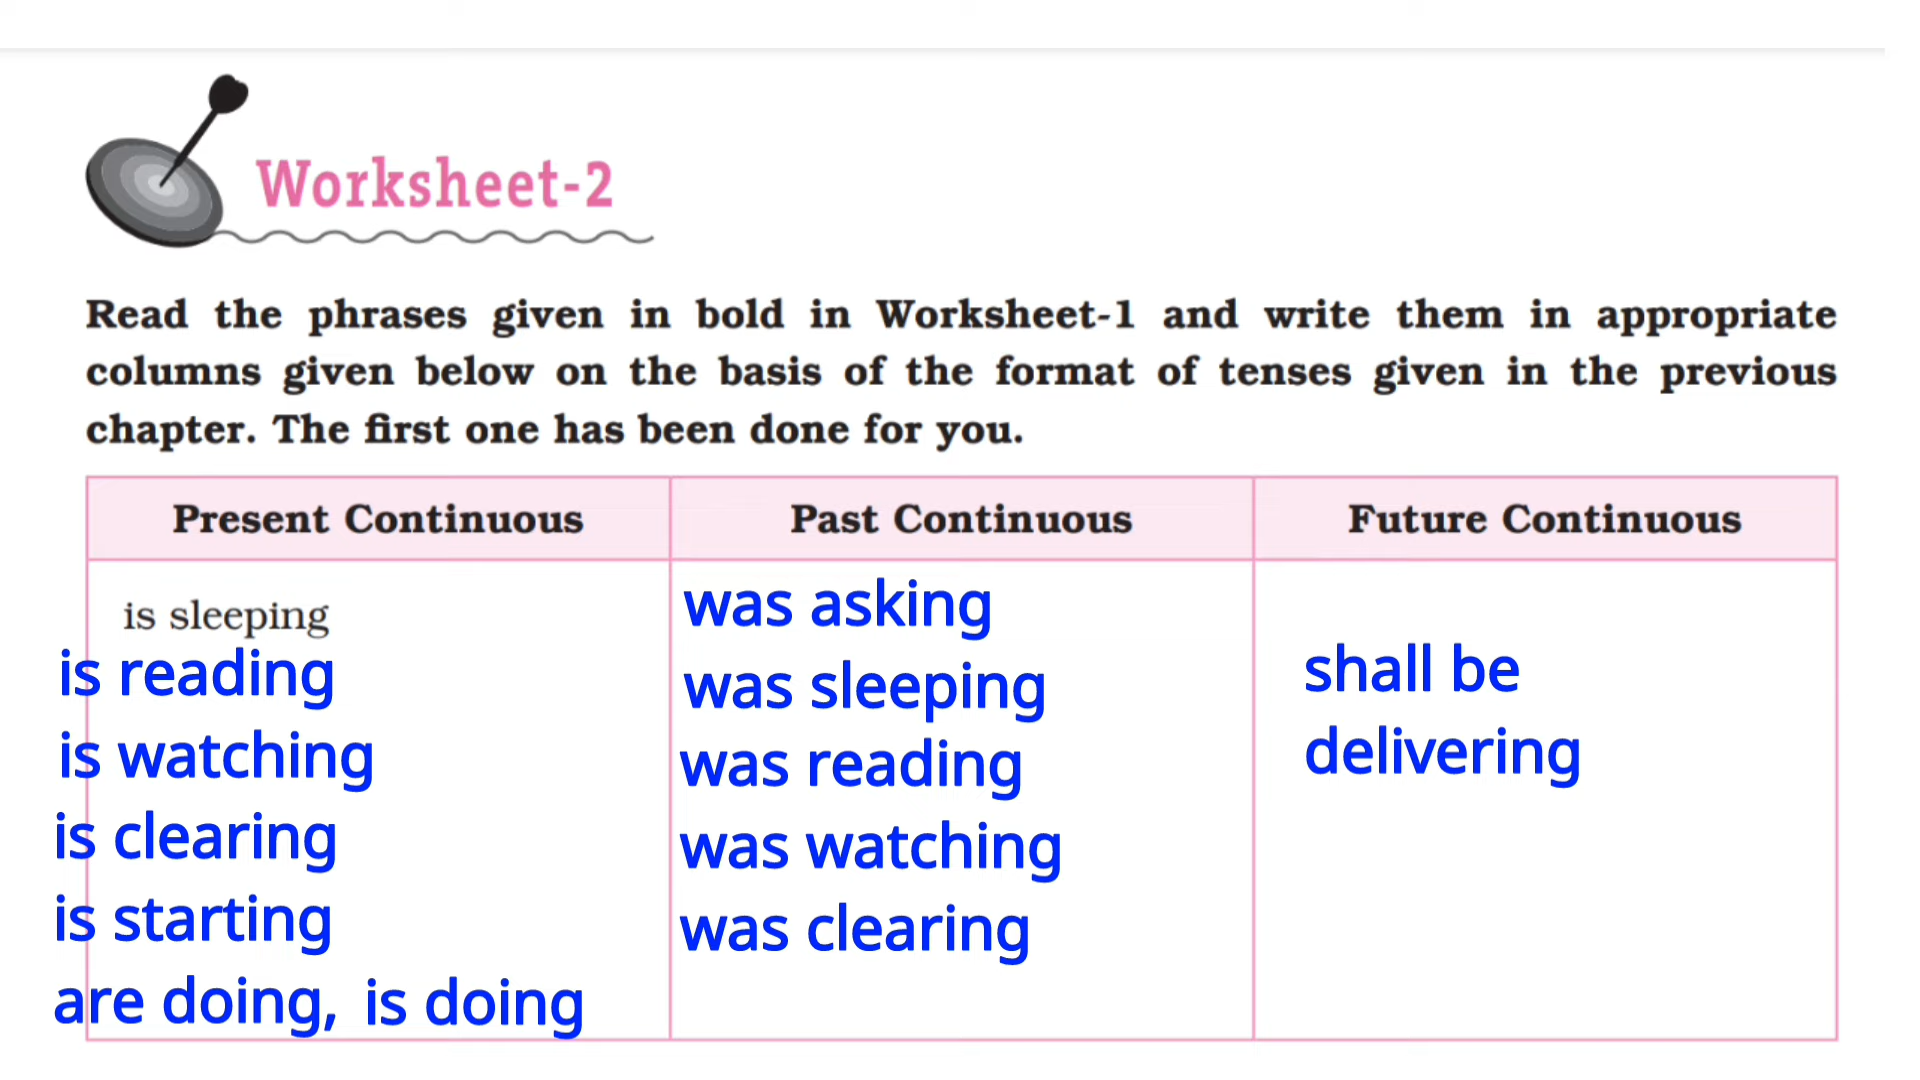 Worksheet-2
Read the phrases given in bold in Worksheet-1 and write them in appropriate
columns given below on the basis of the format of tenses given in the previous
chapter. The first one has been done for you.
Present Continuous
Past Continuous
Future Continuous
is sleeping
is reading
is watching
is clearing
is starting
are doing, is doing
was asking
was sleeping
was reading
was watching
was clearing
shall be
delivering